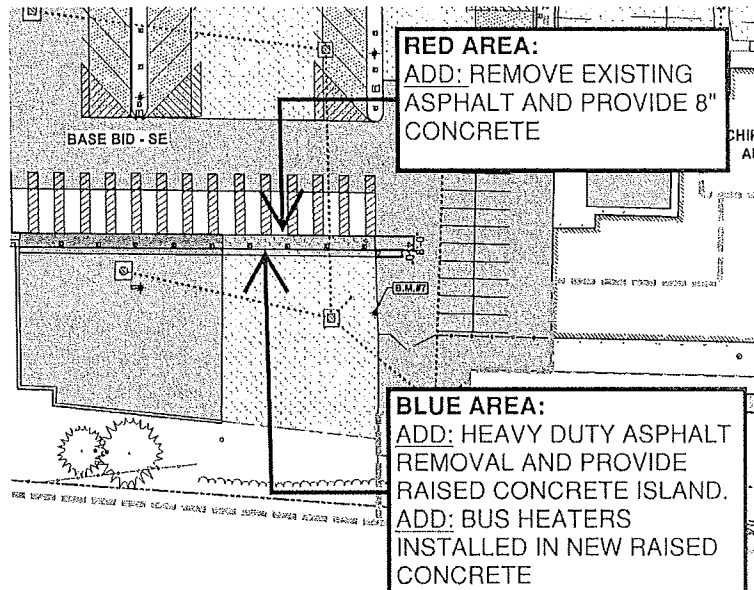 RED AREA:
ADD: REMOVE EXISTING
ASPHALT AND PROVIDE 8"
CONCRETE
BASE BID - SE
B.M.#7
BLUE AREA:
ADD: HEAVY DUTY ASPHALT
REMOVAL AND PROVIDE
RAISED CONCRETE ISLAND.
ADD: BUS HEATERS
INSTALLED IN NEW RAISED
CONCRETE